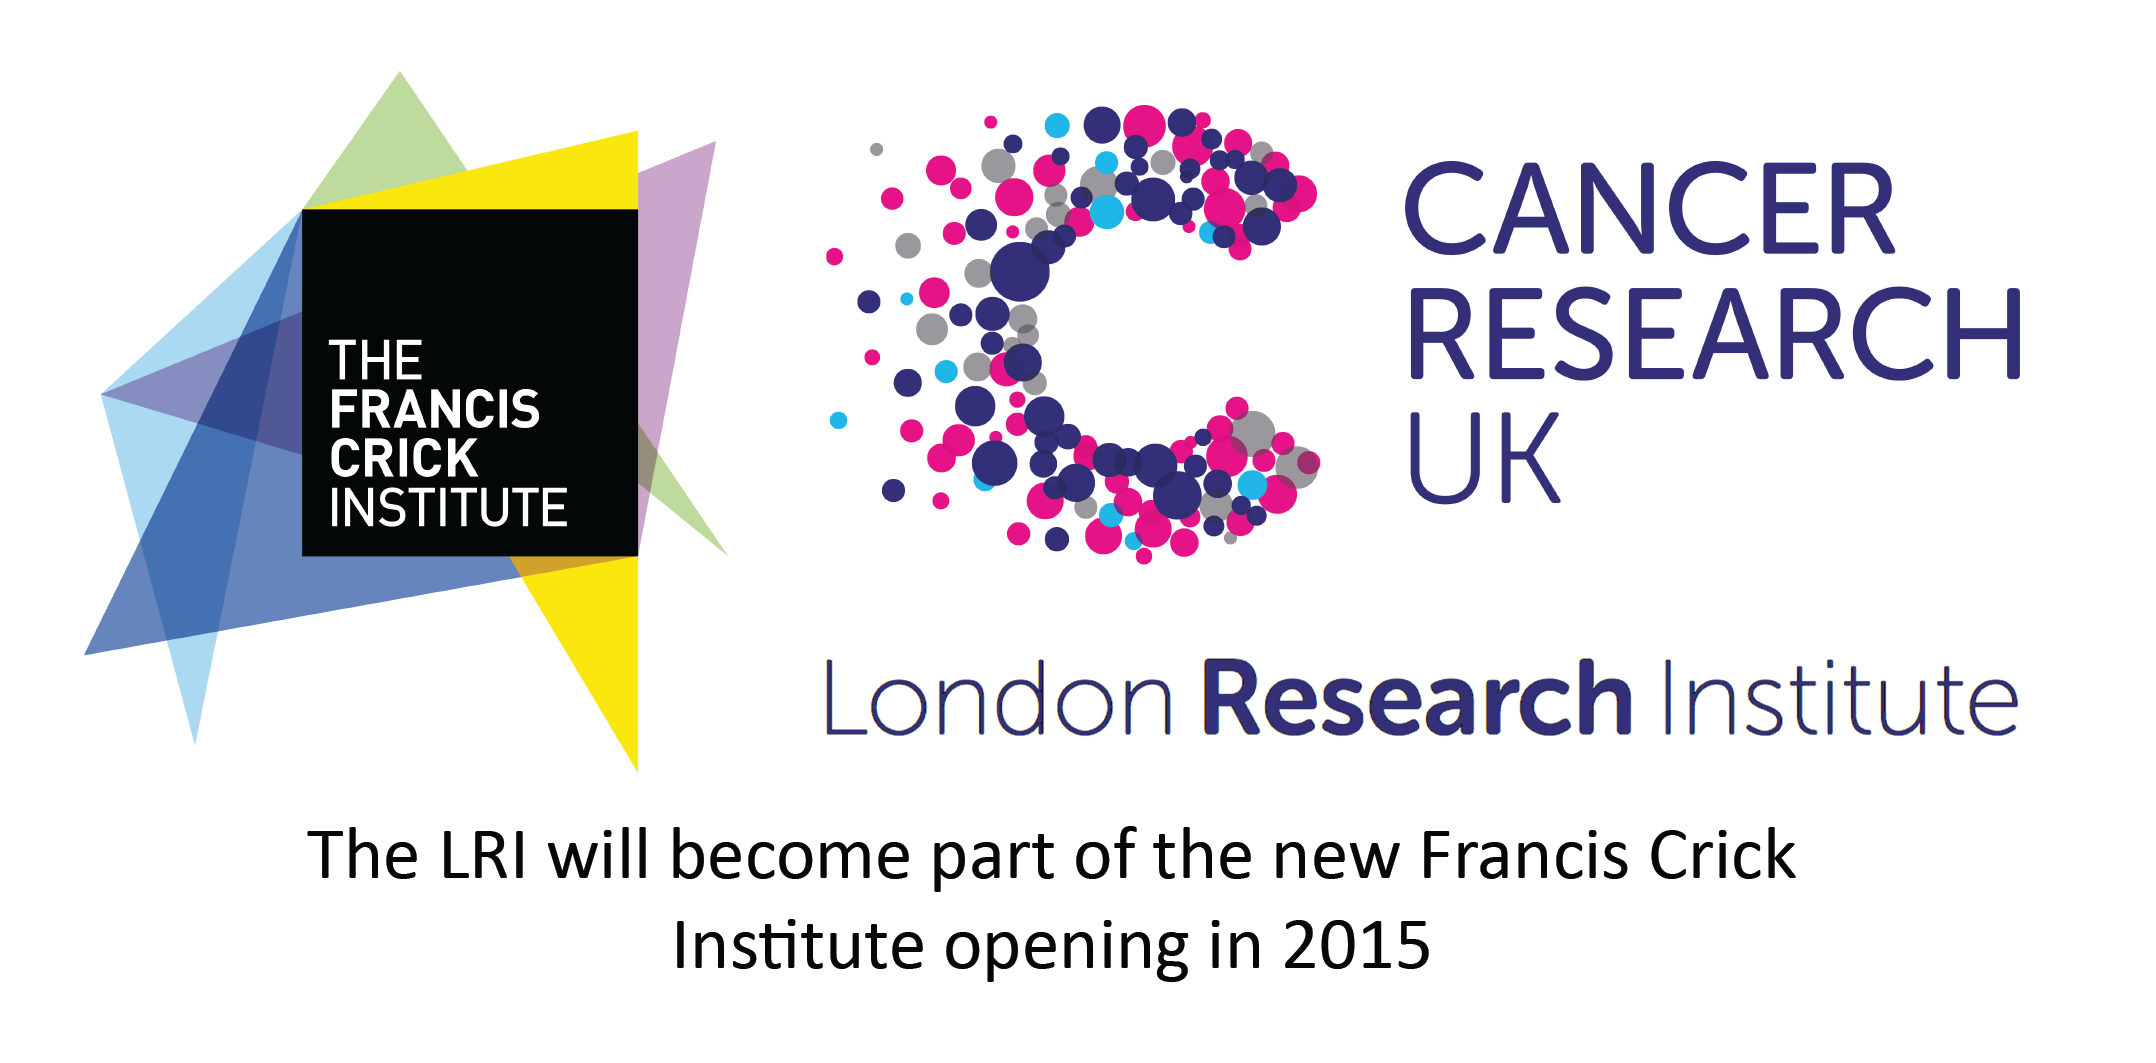 THE
FRANCIS
CRICK
INSTITUTE
CANCER
RESEARCH
UK
London Research Institute
The LRI will become part of the new Francis Crick
Institute opening in 2015